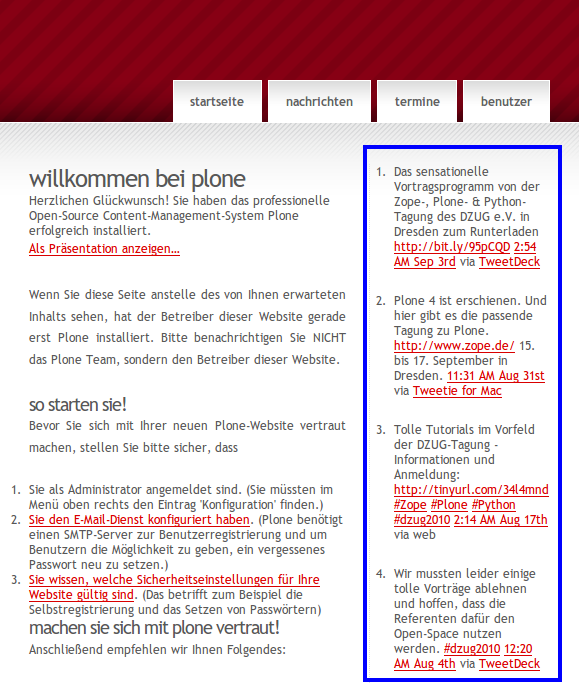 startseite
nachrichten
termine
benutzer
willkommen bei plone
Herzlichen Glückwunsch! Sie haben das professionelle
Open-Source Content-Management-System Plone
erfolgreich installiert.
Als Präsentation anzeigen…
Wenn Sie diese Seite anstelle des von Ihnen erwarteten
Inhalts sehen, hat der Betreiber dieser Website gerade
erst Plone installiert. Bitte benachrichtigen Sie NICHT
das Plone Team, sondern den Betreiber dieser Website.
so starten sie!
Bevor Sie sich mit Ihrer neuen Plone-Website vertraut
machen, stellen Sie bitte sicher, dass
1. Sie als Administrator angemeldet sind. (Sie müssten im
Menü oben rechts den Eintrag 'Konfiguration' finden.)
2. Sie den E-Mail-Dienst konfiguriert haben. (Plone benötigt
einen SMTP-Server zur Benutzerregistrierung und um
Benutzern die Möglichkeit zu geben, ein vergessenes
Passwort neu zu setzen.)
3. Sie wissen, welche Sicherheitseinstellungen für Ihre
Website gültig sind. (Das betrifft zum Beispiel die
Selbstregistrierung und das Setzen von Passwörtern)
machen sie sich mit plone vertraut!
Anschließend empfehlen wir Ihnen Folgendes:
1. Das sensationelle
Vortragsprogramm von der
Zope-, Plone- & Python-
Tagung des DZUG e.V. in
Dresden zum Runterladen
http://bit.ly/95pCQD 2:54
AM Sep 3rd via TweetDeck
2. Plone 4 ist erschienen. Und
hier gibt es die passende
Tagung zu Plone.
http://www.zope.de/ 15.
bis 17. September in
Dresden. 11:31 AM Aug 31st
via Tweetie for Mac
3. Tolle Tutorials im Vorfeld
der DZUG-Tagung -
Informationen und
Anmeldung:
http://tinyurl.com/34l4mnd
#Zope #Plone #Python
#dzug2010 2:14 AM Aug 17th
via web
4. Wir mussten leider einige
tolle Vorträge ablehnen
und hoffen, dass die
Referenten dafür den
Open-Space nutzen
werden. #dzug2010 12:20
AM Aug 4th via TweetDeck